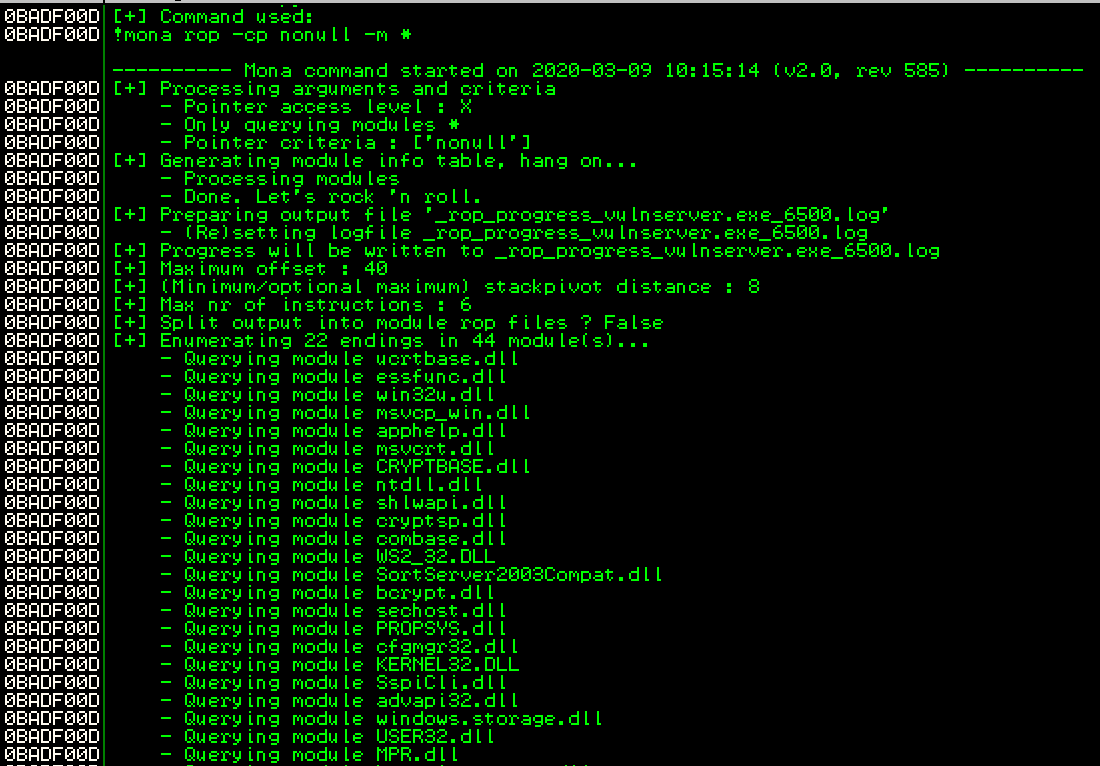 0BADF00D [+] Command used:
0BADF00D !mona rop -cp nonull -m *
---------- Mona command started on 2020-03-09 10:15:14 (v2.0, rev 585) ----------
0BADF00D [+] Processing arguments and criteria
0BADF00D - Pointer access level : X
0BADF00D - Only querying modules *
0BADF00D - Pointer criteria : ['nonull']
0BADF00D [+] Generating module info table, hang on...
0BADF00D - Processing modules
0BADF00D - Done. Let's rock 'n roll.
0BADF00D [+] Preparing output file '_rop_progress_vulnserver.exe_6500.log'
0BADF00D - (Re)setting logfile _rop_progress_vulnserver.exe_6500.log
0BADF00D [+] Progress will be written to _rop_progress_vulnserver.exe_6500.log
0BADF00D [+] Maximum offset : 40
0BADF00D [+] (Minimum/optional maximum) stackpivot distance : 8
0BADF00D [+] Max nr of instructions : 6
0BADF00D [+] Split output into module rop files ? False
0BADF00D [+] Enumerating 22 endings in 44 module(s)...
0BADF00D - Querying module ucrtbase.dll
0BADF00D - Querying module essfunc.dll
0BADF00D - Querying module win32u.dll
0BADF00D - Querying module msvcp_win.dll
0BADF00D - Querying module apphelp.dll
0BADF00D - Querying module msvcrt.dll
0BADF00D - Querying module CRYPTBASE.dll
0BADF00D - Querying module ntdll.dll
0BADF00D - Querying module shlwapi.dll
0BADF00D - Querying module cryptsp.dll
0BADF00D - Querying module combase.dll
0BADF00D - Querying module WS2_32.DLL
0BADF00D - Querying module SortServer2003Compat.dll
0BADF00D - Querying module bcrypt.dll
0BADF00D - Querying module sechost.dll
0BADF00D - Querying module PROPSYS.dll
0BADF00D - Querying module cfgmgr32.dll
0BADF00D - Querying module KERNEL32.DLL
0BADF00D - Querying module SspiCli.dll
0BADF00D - Querying module advapi32.dll
0BADF00D - Querying module windows.storage.dll
0BADF00D - Querying module USER32.dll
0BADF00D - Querying module MPR.dll